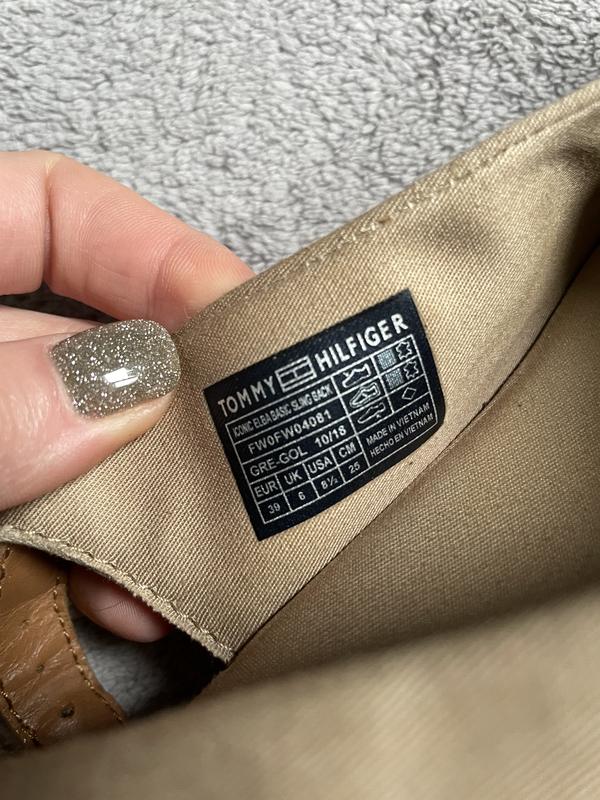 TOMMY HILFIGER
ICONIC ELBA BASIC SLING BACK
FW0FW04081
GRE-GOL 10/18
EUR UK USA CM
39 6 8½ 25
MADE IN VIETNAM
HECHO EN VIETNAM